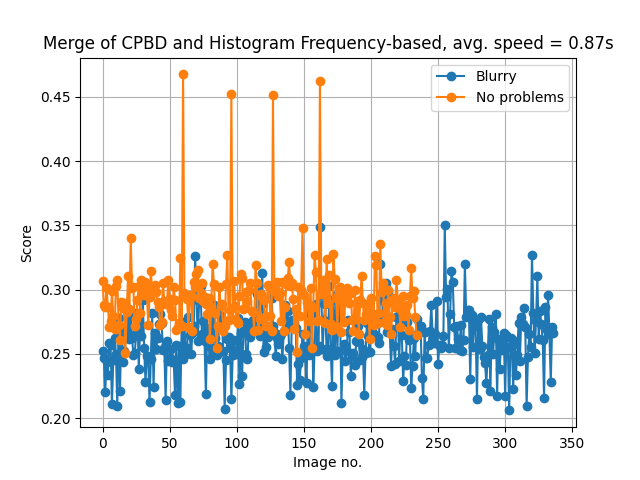 Merge of CPBD and Histogram Frequency-based, avg. speed = 0.87s
Blurry
No problems
0.45
0.40
0.35
0.30
0.25
0.20
Score
0 50 100 150 200 250 300 350
Image no.